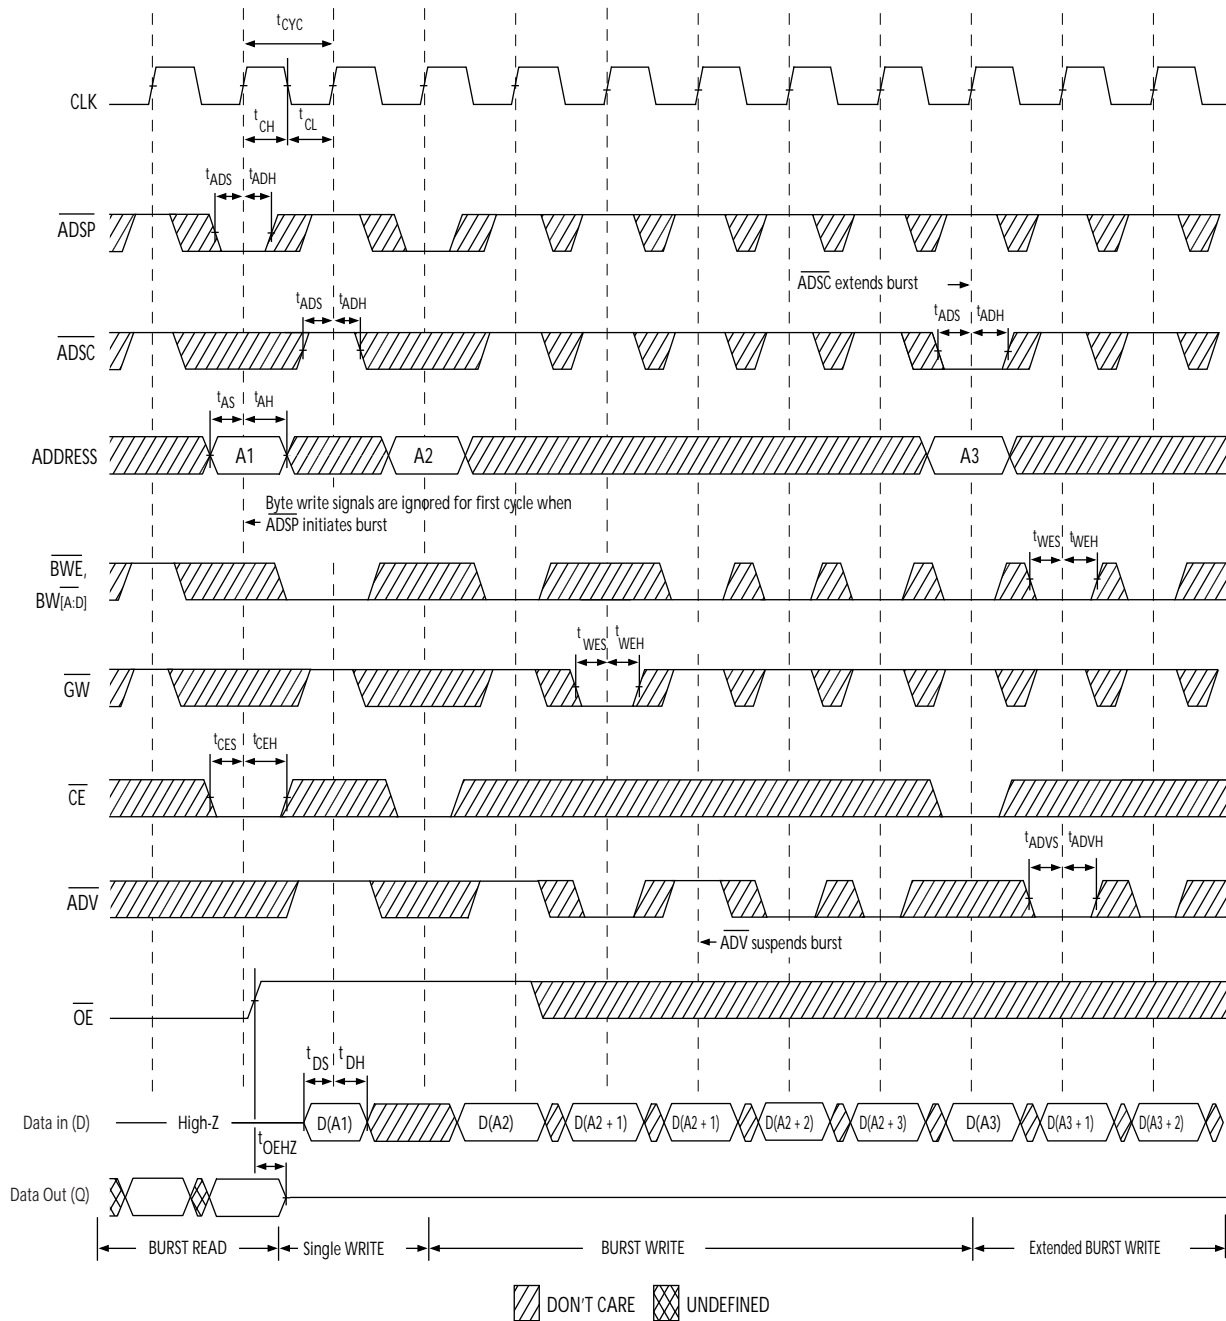 tCYC
CLK
tCH tCL
tADS tADH
ADSP
ADSC extends burst
tADS tADH tADS tADH
ADSC
tAS tAH
ADDRESS A1 A2 A3
Byte write signals are ignored for first cycle when
ADSP initiates burst
tWES tWEH
BWE,
BW[A:D]
tWES tWEH
GW
tCES tCEH
CE
tADVS tADVH
ADV
ADV suspends burst
OE
tDS tDH
Data in (D) High-Z D(A1) D(A2) D(A2 + 1) D(A2 + 1) D(A2 + 2) D(A2 + 3) D(A3) D(A3 + 1) D(A3 + 2)
tOEHZ
Data Out (Q)
BURST READ Single WRITE BURST WRITE Extended BURST WRITE
DON'T CARE UNDEFINED